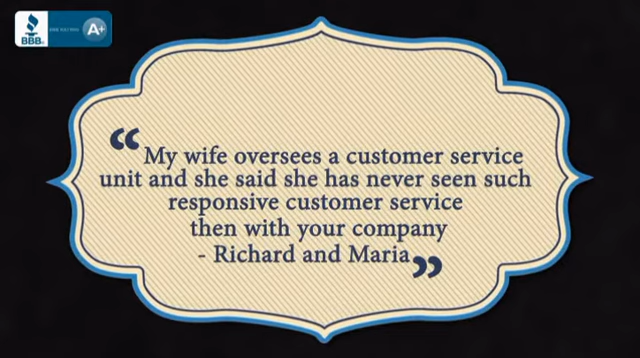 BBB
A+
“My wife oversees a customer service
unit and she said she has never seen such
responsive customer service
then with your company
- Richard and Maria”